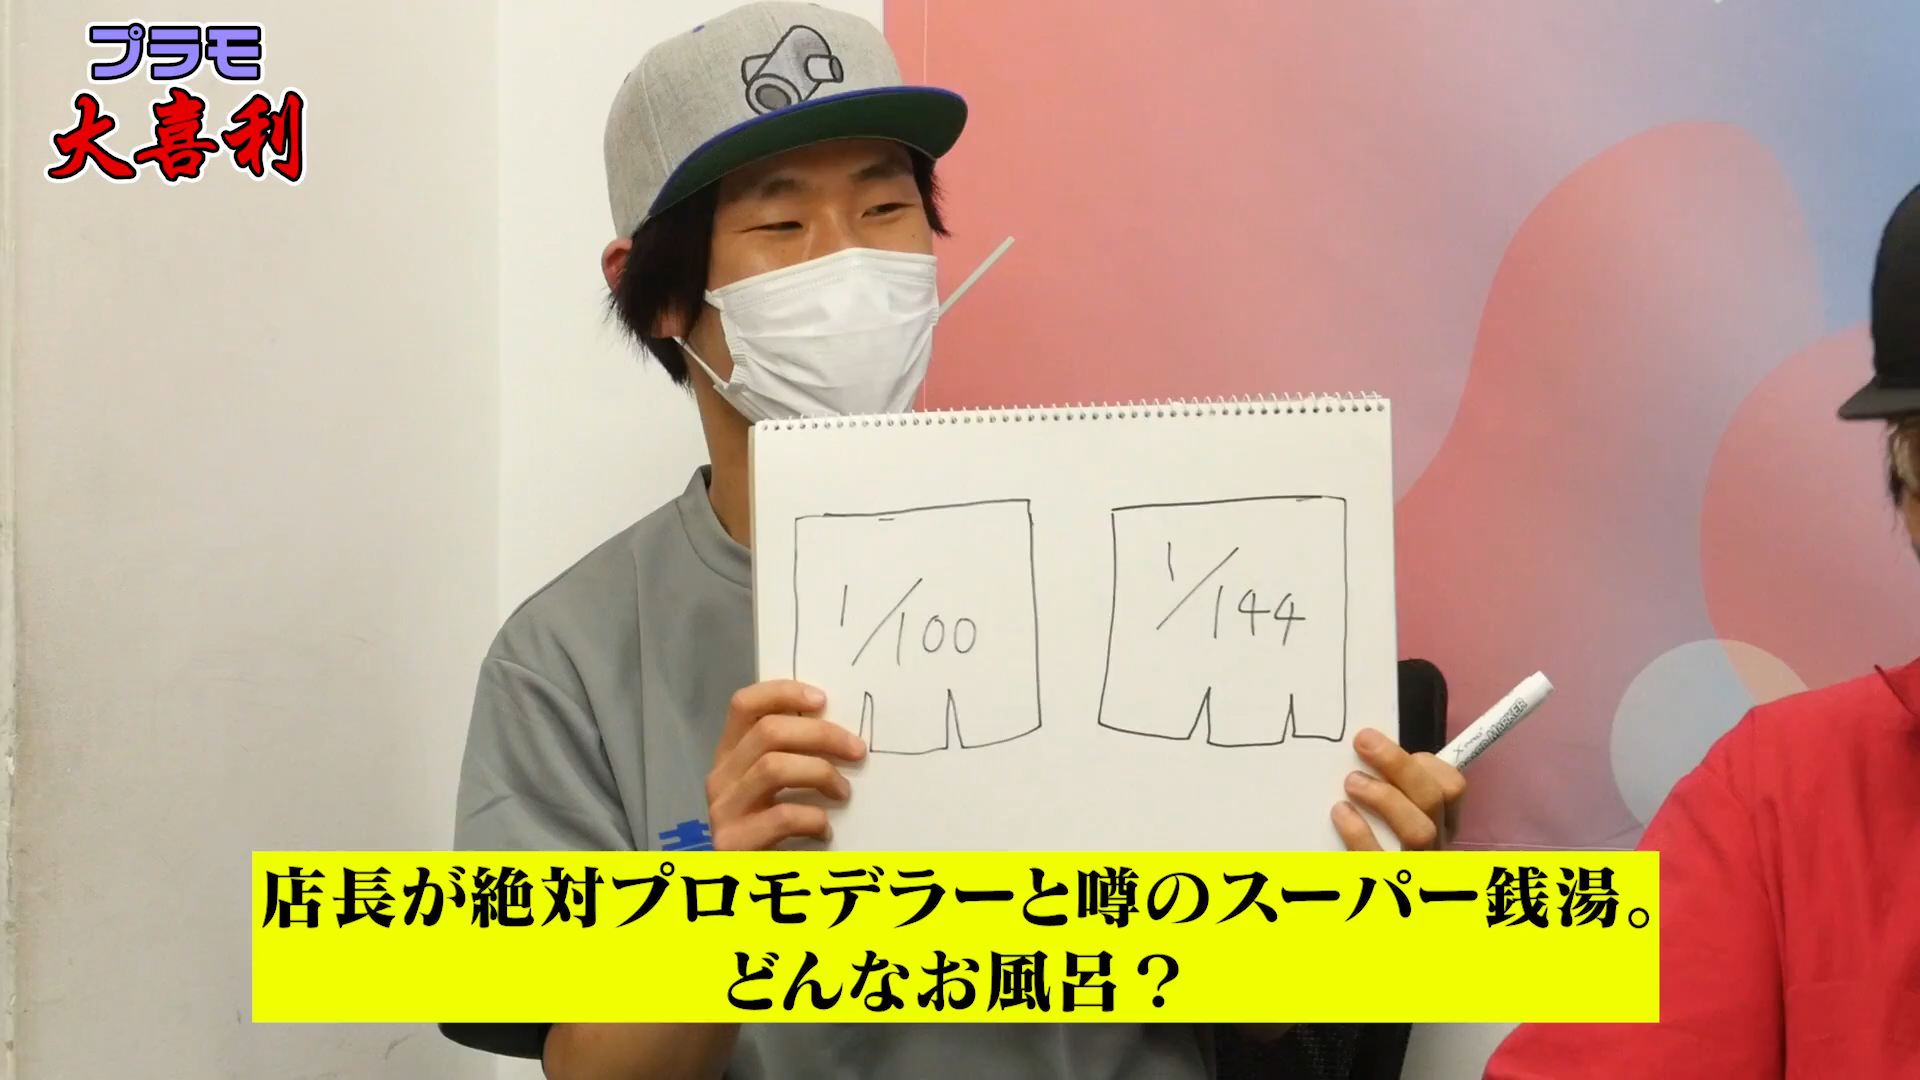 プラモ
大喜利
1/100
1/144
店長が絶対プロモデラーと噂のスーパー銭湯。
どんなお風呂？